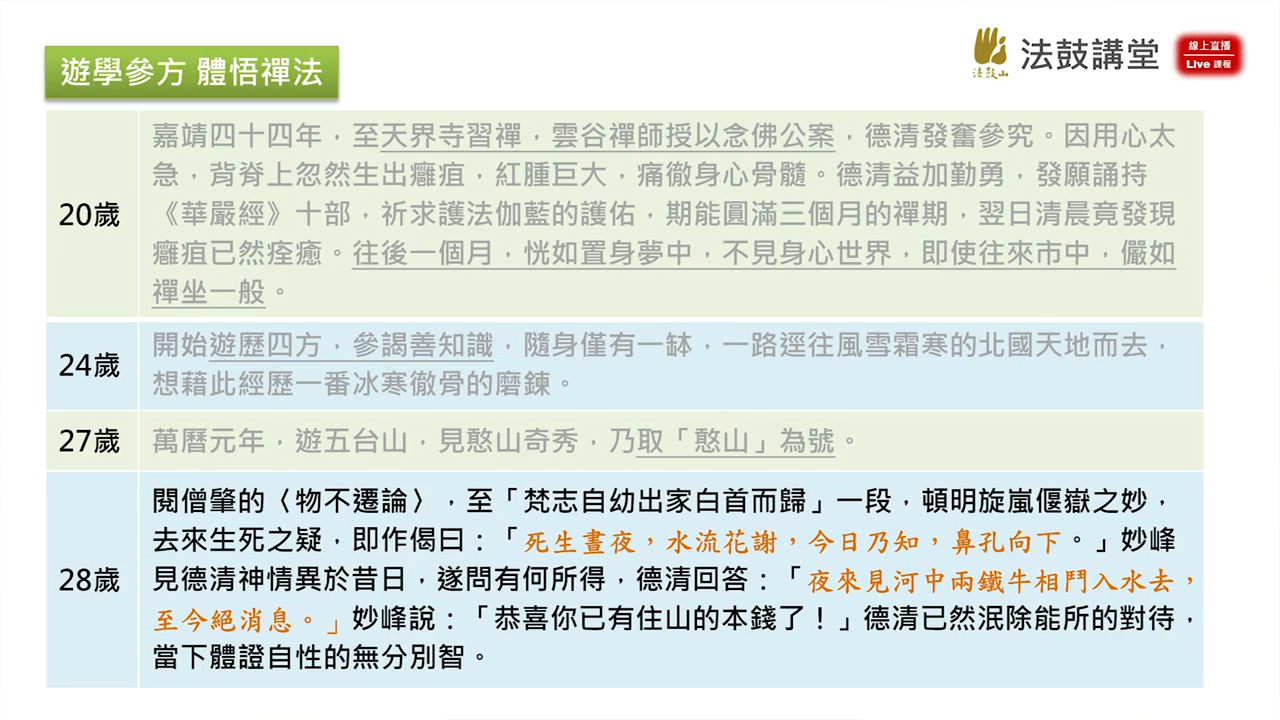 遊學參方 體悟禪法
法鼓山
法鼓講堂
線上直播
Live 課程
20歲
嘉靖四十四年，至天界寺習禪，雲谷禪師授以念佛公案，德清發奮參究。因用心太
急，背脊上忽然生出癰疽，紅腫巨大，痛徹身心骨髓。德清益加勤勇，發願誦持
《華嚴經》十部，祈求護法伽藍的護佑，期能圓滿三個月的禪期，翌日清晨竟發現
癰疽已然痊癒。往後一個月，恍如置身夢中，不見身心世界，即使往來市中，儼如
禪坐一般。
24歲
開始遊歷四方，參謁善知識，隨身僅有一缽，一路逕往風雪霜寒的北國天地而去，
想藉此經歷一番冰寒徹骨的磨鍊。
27歲
萬曆元年，遊五台山，見憨山奇秀，乃取「憨山」為號。
28歲
閱僧肇的〈物不遷論〉，至「梵志自幼出家白首而歸」一段，頓明旋嵐偃嶽之妙，
去來生死之疑，即作偈曰：「死生晝夜，水流花謝，今日乃知，鼻孔向下。」妙峰
見德清神情異於昔日，遂問有何所得，德清回答：「夜來見河中兩鐵牛相鬥入水去，
至今絕消息。」妙峰說：「恭喜你已有住山的本錢了！」德清已然泯除能所的對待，
當下體證自性的無分別智。